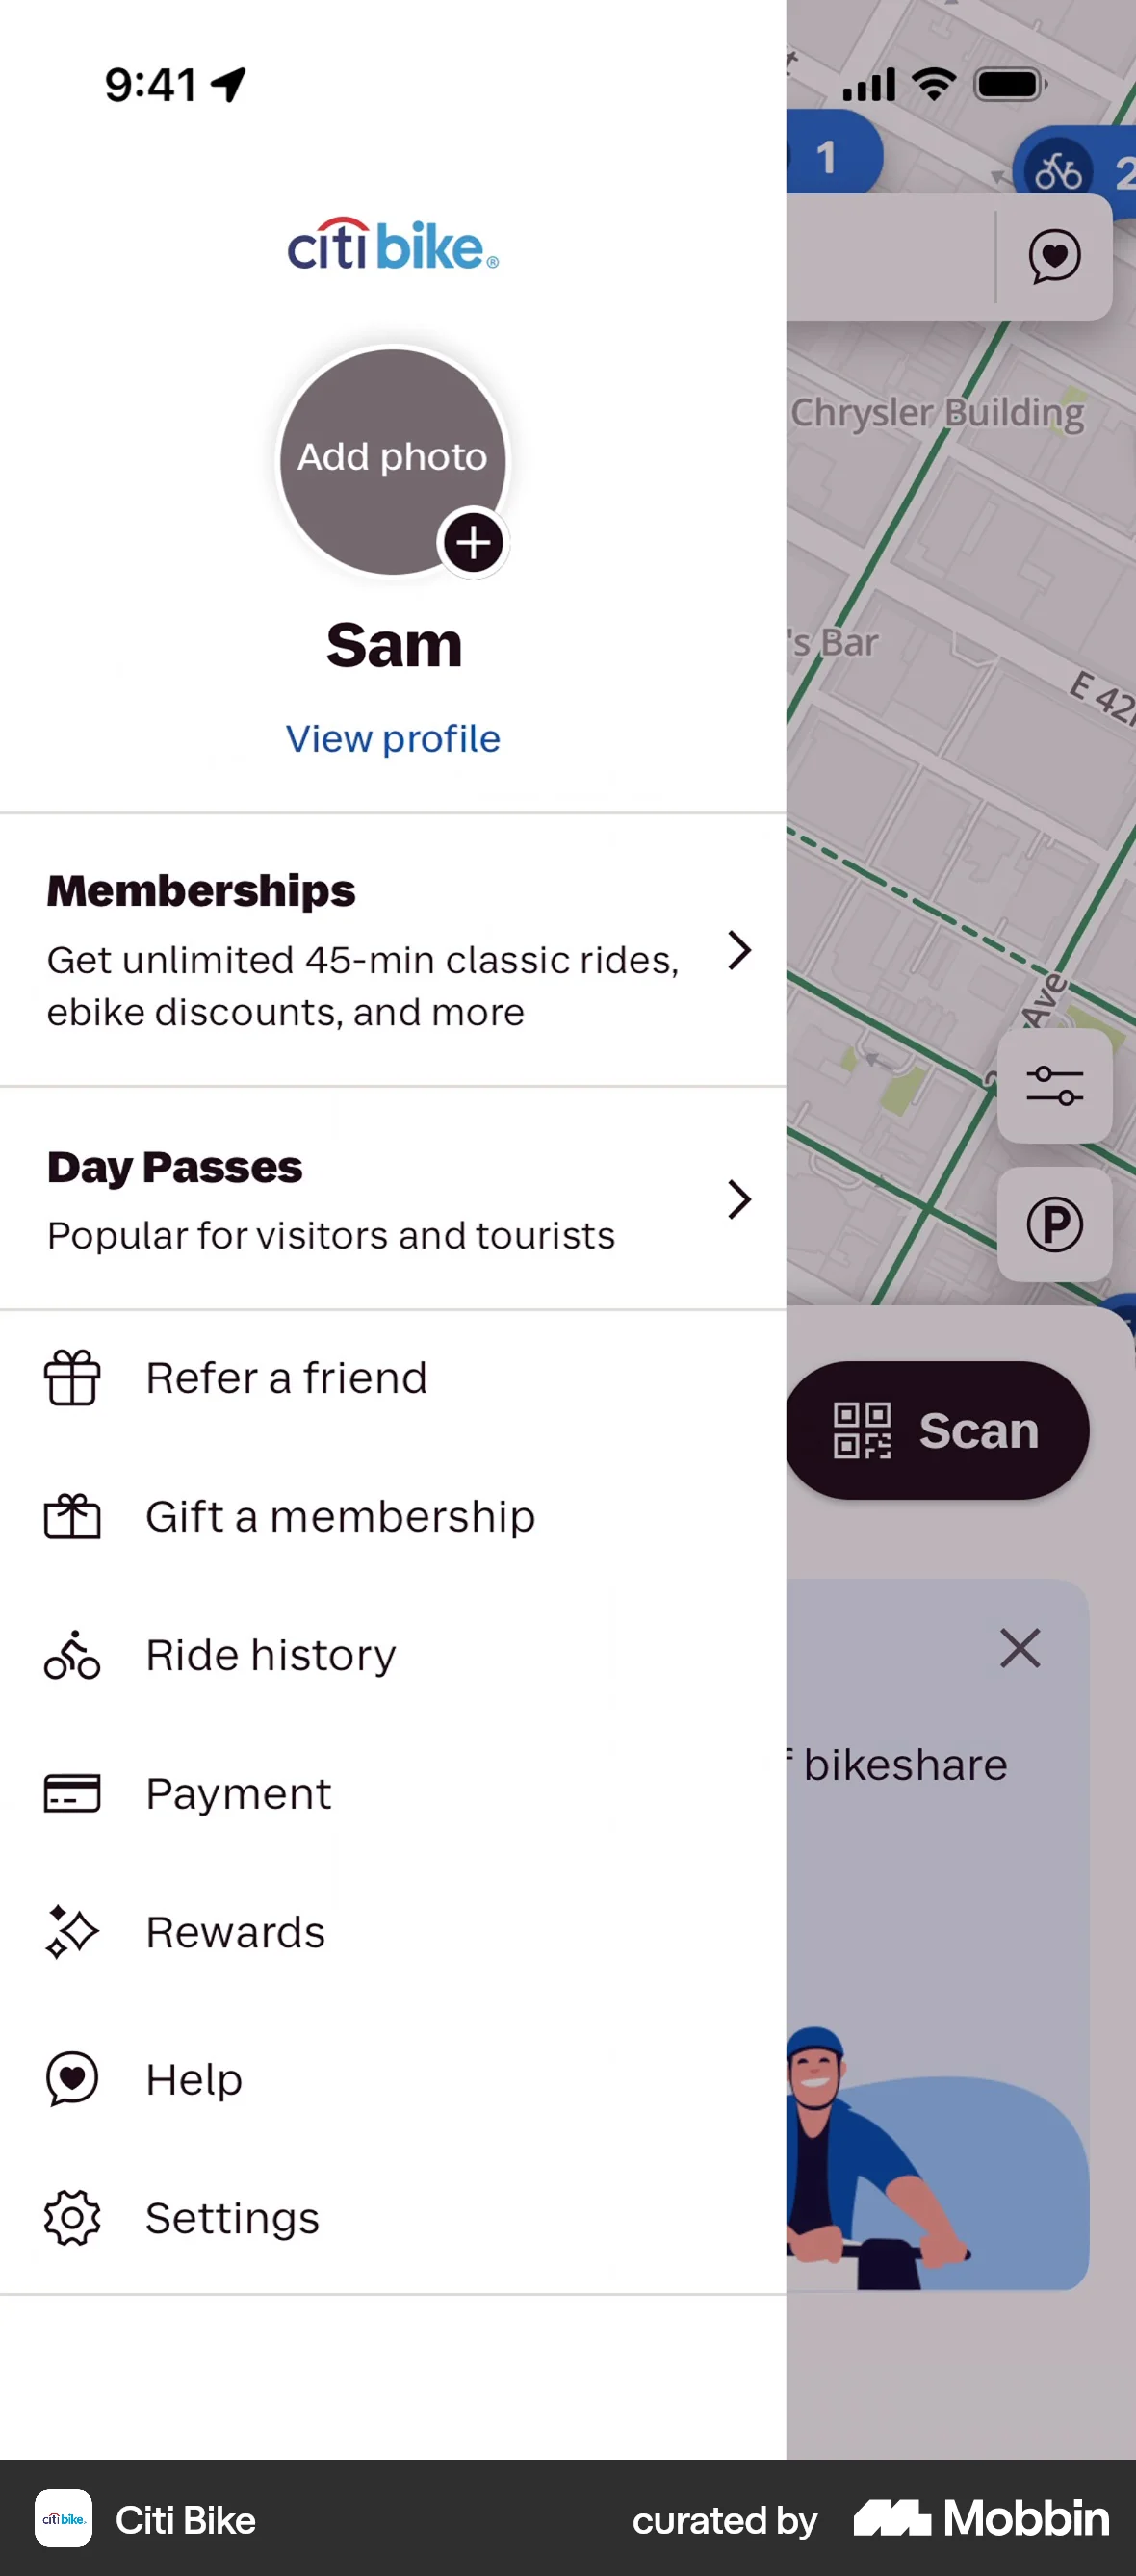 9:41
1
2
citi bike®
Chrysler Building
Add photo
's Bar
Sam
E 42
View profile
Memberships
Get unlimited 45-min classic rides,
ebike discounts, and more
Ave
Day Passes
Popular for visitors and tourists
P
Refer a friend
Scan
Gift a membership
Ride history
bikeshare
Payment
Rewards
Help
Settings
citi bike
Citi Bike
curated by
Mobbin